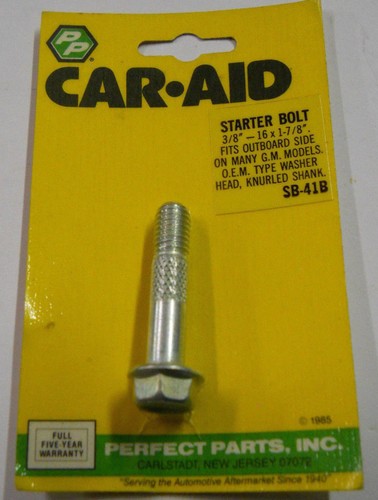 PP
CAR•AID
STARTER BOLT
3/8" — 16 x 1-7/8".
FITS OUTBOARD SIDE
ON MANY G.M. MODELS.
O.E.M. TYPE WASHER
HEAD, KNURLED SHANK.
SB-41B
© 1985
FULL
FIVE-YEAR
WARRANTY
PERFECT PARTS, INC.
CARLSTADT, NEW JERSEY 07072
"Serving the Automotive Aftermarket Since 1940"